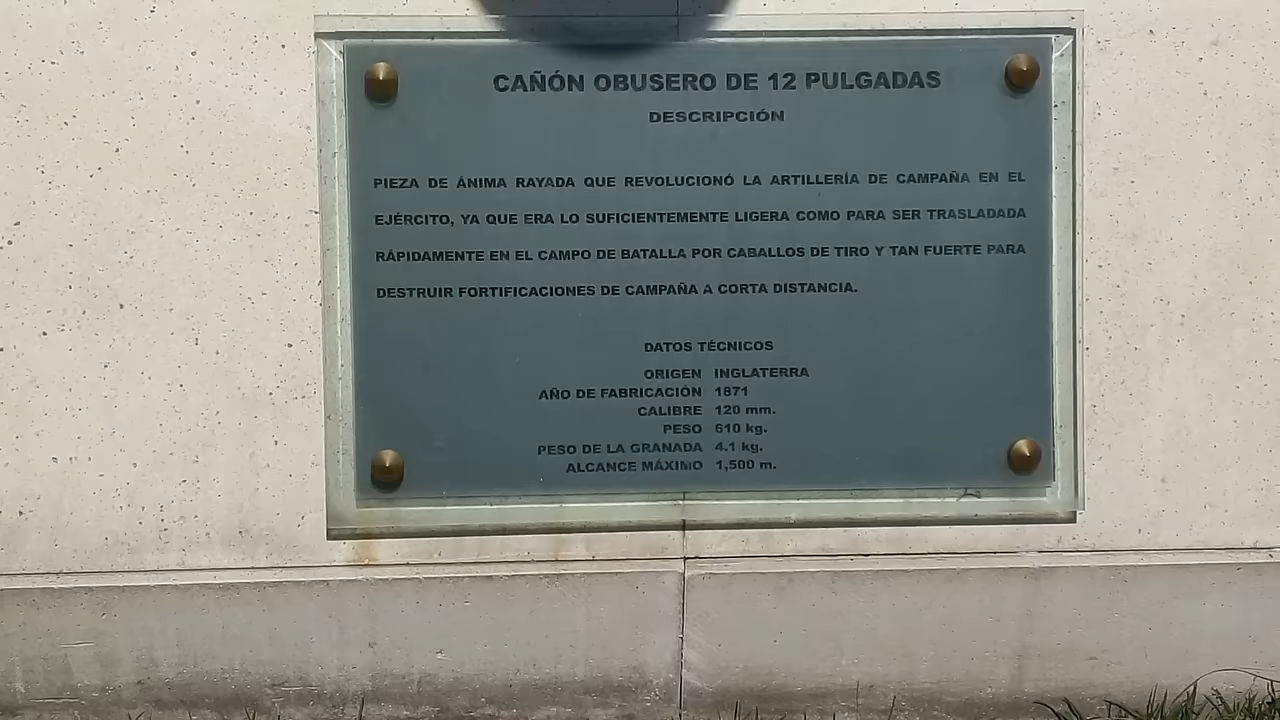 CAÑÓN OBUSERO DE 12 PULGADAS
DESCRIPCIÓN
PIEZA DE ÁNIMA RAYADA QUE REVOLUCIONÓ LA ARTILLERÍA DE CAMPAÑA EN EL
EJÉRCITO, YA QUE ERA LO SUFICIENTEMENTE LIGERA COMO PARA SER TRASLADADA
RÁPIDAMENTE EN EL CAMPO DE BATALLA POR CABALLOS DE TIRO Y TAN FUERTE PARA
DESTRUIR FORTIFICACIONES DE CAMPAÑA A CORTA DISTANCIA.
DATOS TÉCNICOS
ORIGEN INGLATERRA
AÑO DE FABRICACIÓN 1871
CALIBRE 120 mm.
PESO 610 kg.
PESO DE LA GRANADA 4.1 kg.
ALCANCE MÁXIMO 1,500 m.